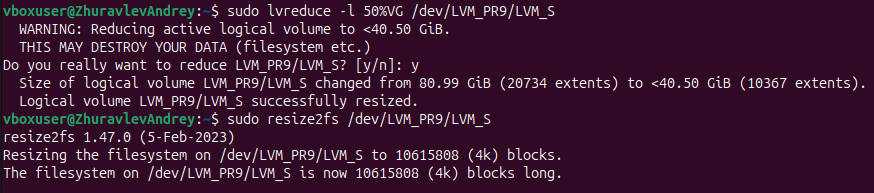 vboxuser@ZhuravlevAndrey:~$ sudo lvreduce -l 50%VG /dev/LVM_PR9/LVM_S
  WARNING: Reducing active logical volume to <40.50 GiB.
  THIS MAY DESTROY YOUR DATA (filesystem etc.)
Do you really want to reduce LVM_PR9/LVM_S? [y/n]: y
  Size of logical volume LVM_PR9/LVM_S changed from 80.99 GiB (20734 extents) to <40.50 GiB (10367 extents).
  Logical volume LVM_PR9/LVM_S successfully resized.
vboxuser@ZhuravlevAndrey:~$ sudo resize2fs /dev/LVM_PR9/LVM_S
resize2fs 1.47.0 (5-Feb-2023)
Resizing the filesystem on /dev/LVM_PR9/LVM_S to 10615808 (4k) blocks.
The filesystem on /dev/LVM_PR9/LVM_S is now 10615808 (4k) blocks long.